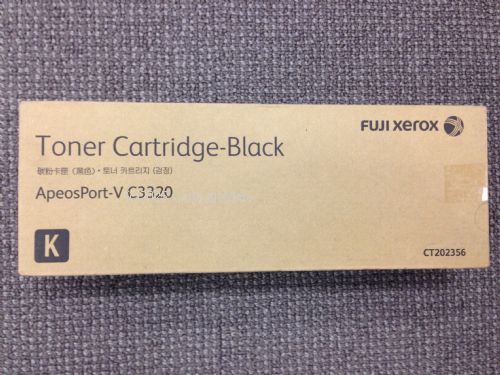 FUJI xerox
Toner Cartridge-Black
碳粉卡匣（黑色）・토너 카트리지 (검정)
ApeosPort-V C3320
K
CT202356